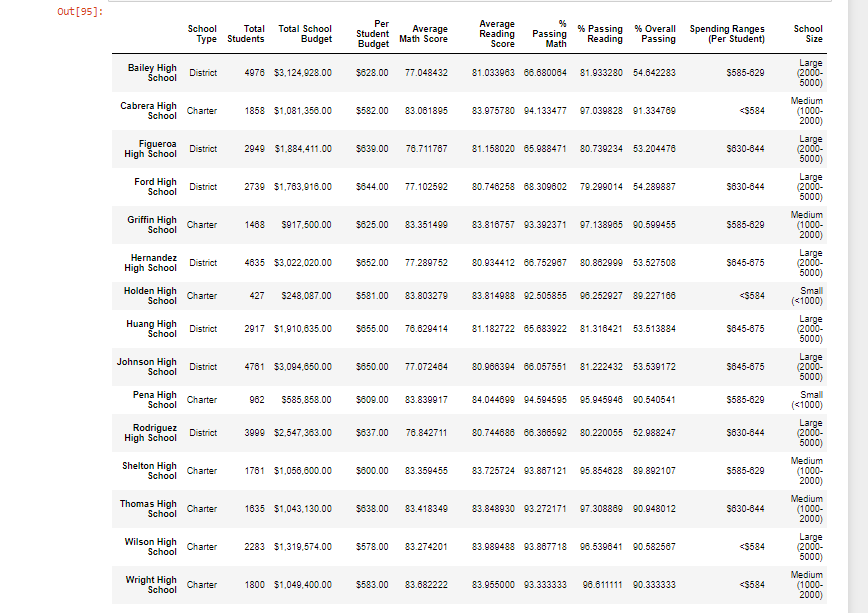 Out[95]:
School Type Total Students Total School Budget Per Student Budget Average Math Score Average Reading Score % Passing Math % Passing Reading % Overall Passing Spending Ranges (Per Student) School Size
Bailey High School District 4976 $3,124,928.00 $628.00 77.048432 81.033963 66.680064 81.933280 54.642283 $585-629 Large (2000-5000)
Cabrera High School Charter 1858 $1,081,356.00 $582.00 83.061895 83.975780 94.133477 97.039828 91.334769 <$584 Medium (1000-2000)
Figueroa High School District 2949 $1,884,411.00 $639.00 76.711767 81.158020 65.988471 80.739234 53.204476 $630-644 Large (2000-5000)
Ford High School District 2739 $1,763,916.00 $644.00 77.102592 80.746258 68.309602 79.299014 54.289887 $630-644 Large (2000-5000)
Griffin High School Charter 1468 $917,500.00 $625.00 83.351499 83.816757 93.392371 97.138965 90.599455 $585-629 Medium (1000-2000)
Hernandez High School District 4635 $3,022,020.00 $652.00 77.289752 80.934412 66.752967 80.862999 53.527508 $645-675 Large (2000-5000)
Holden High School Charter 427 $248,087.00 $581.00 83.803279 83.814988 92.505855 96.252927 89.227166 <$584 Small (<1000)
Huang High School District 2917 $1,910,635.00 $655.00 76.629414 81.182722 65.683922 81.316421 53.513884 $645-675 Large (2000-5000)
Johnson High School District 4761 $3,094,650.00 $650.00 77.072464 80.966394 66.057551 81.222432 53.539172 $645-675 Large (2000-5000)
Pena High School Charter 962 $585,858.00 $609.00 83.839917 84.044699 94.594595 95.945946 90.540541 $585-629 Small (<1000)
Rodriguez High School District 3999 $2,547,363.00 $637.00 76.842711 80.744686 66.366592 80.220055 52.988247 $630-644 Large (2000-5000)
Shelton High School Charter 1761 $1,056,600.00 $600.00 83.359455 83.725724 93.867121 95.854628 89.892107 $585-629 Medium (1000-2000)
Thomas High School Charter 1635 $1,043,130.00 $638.00 83.418349 83.848930 93.272171 97.308869 90.948012 $630-644 Medium (1000-2000)
Wilson High School Charter 2283 $1,319,574.00 $578.00 83.274201 83.989488 93.867718 96.539641 90.582567 <$584 Large (2000-5000)
Wright High School Charter 1800 $1,049,400.00 $583.00 83.682222 83.955000 93.333333 96.611111 90.333333 <$584 Medium (1000-2000)